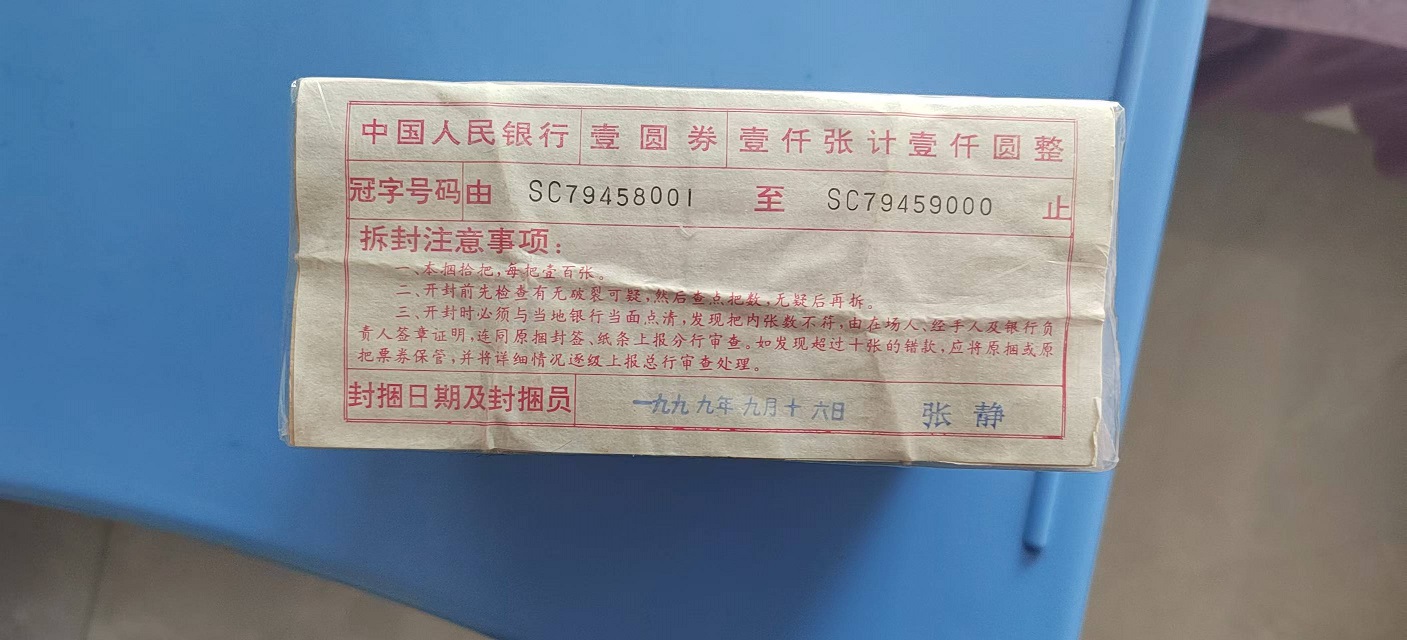 中国人民银行 壹圆券 壹仟张计壹仟圆整
冠字号码由 SC79458001 至 SC79459000 止
拆封注意事项：
一、本捆拾把，每把壹百张。
二、开封前先检查有无破裂可疑，然后查点把数，无疑后再拆。
三、开封时必须与当地银行当面点清，发现把内张数不符，由在场人、经手人及银行负
责人签章证明，连同原捆封签、纸条上报分行审查。如发现超过十张的错款，应将原捆或原
把票券保管，并将详细情况逐级上报总行审查处理。
封捆日期及封捆员 一九九九年九月十六日 张静